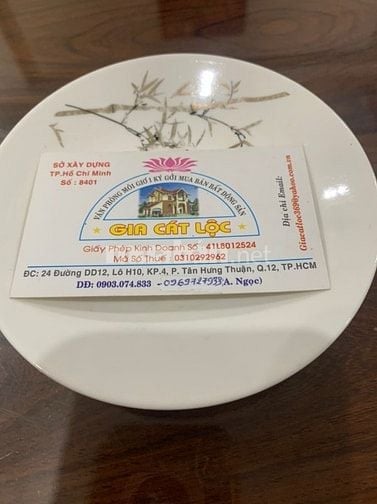 SỞ XÂY DỰNG
TP.Hồ Chí Minh
Số : 8401
VĂN PHÒNG MÔI GIỚI KÝ GỞI MUA BÁN BẤT ĐỘNG SẢN
GIA CÁT LỘC
Giấy Phép Kinh Doanh Số : 41L8012524
Mã Số Thuế : 0310292962
ĐC: 24 Đường DD12, Lô H10, KP.4, P. Tân Hưng Thuận, Q.12, TP.HCM
DĐ: 0903.074.833 - (A. Ngọc)
Địa chỉ Email: